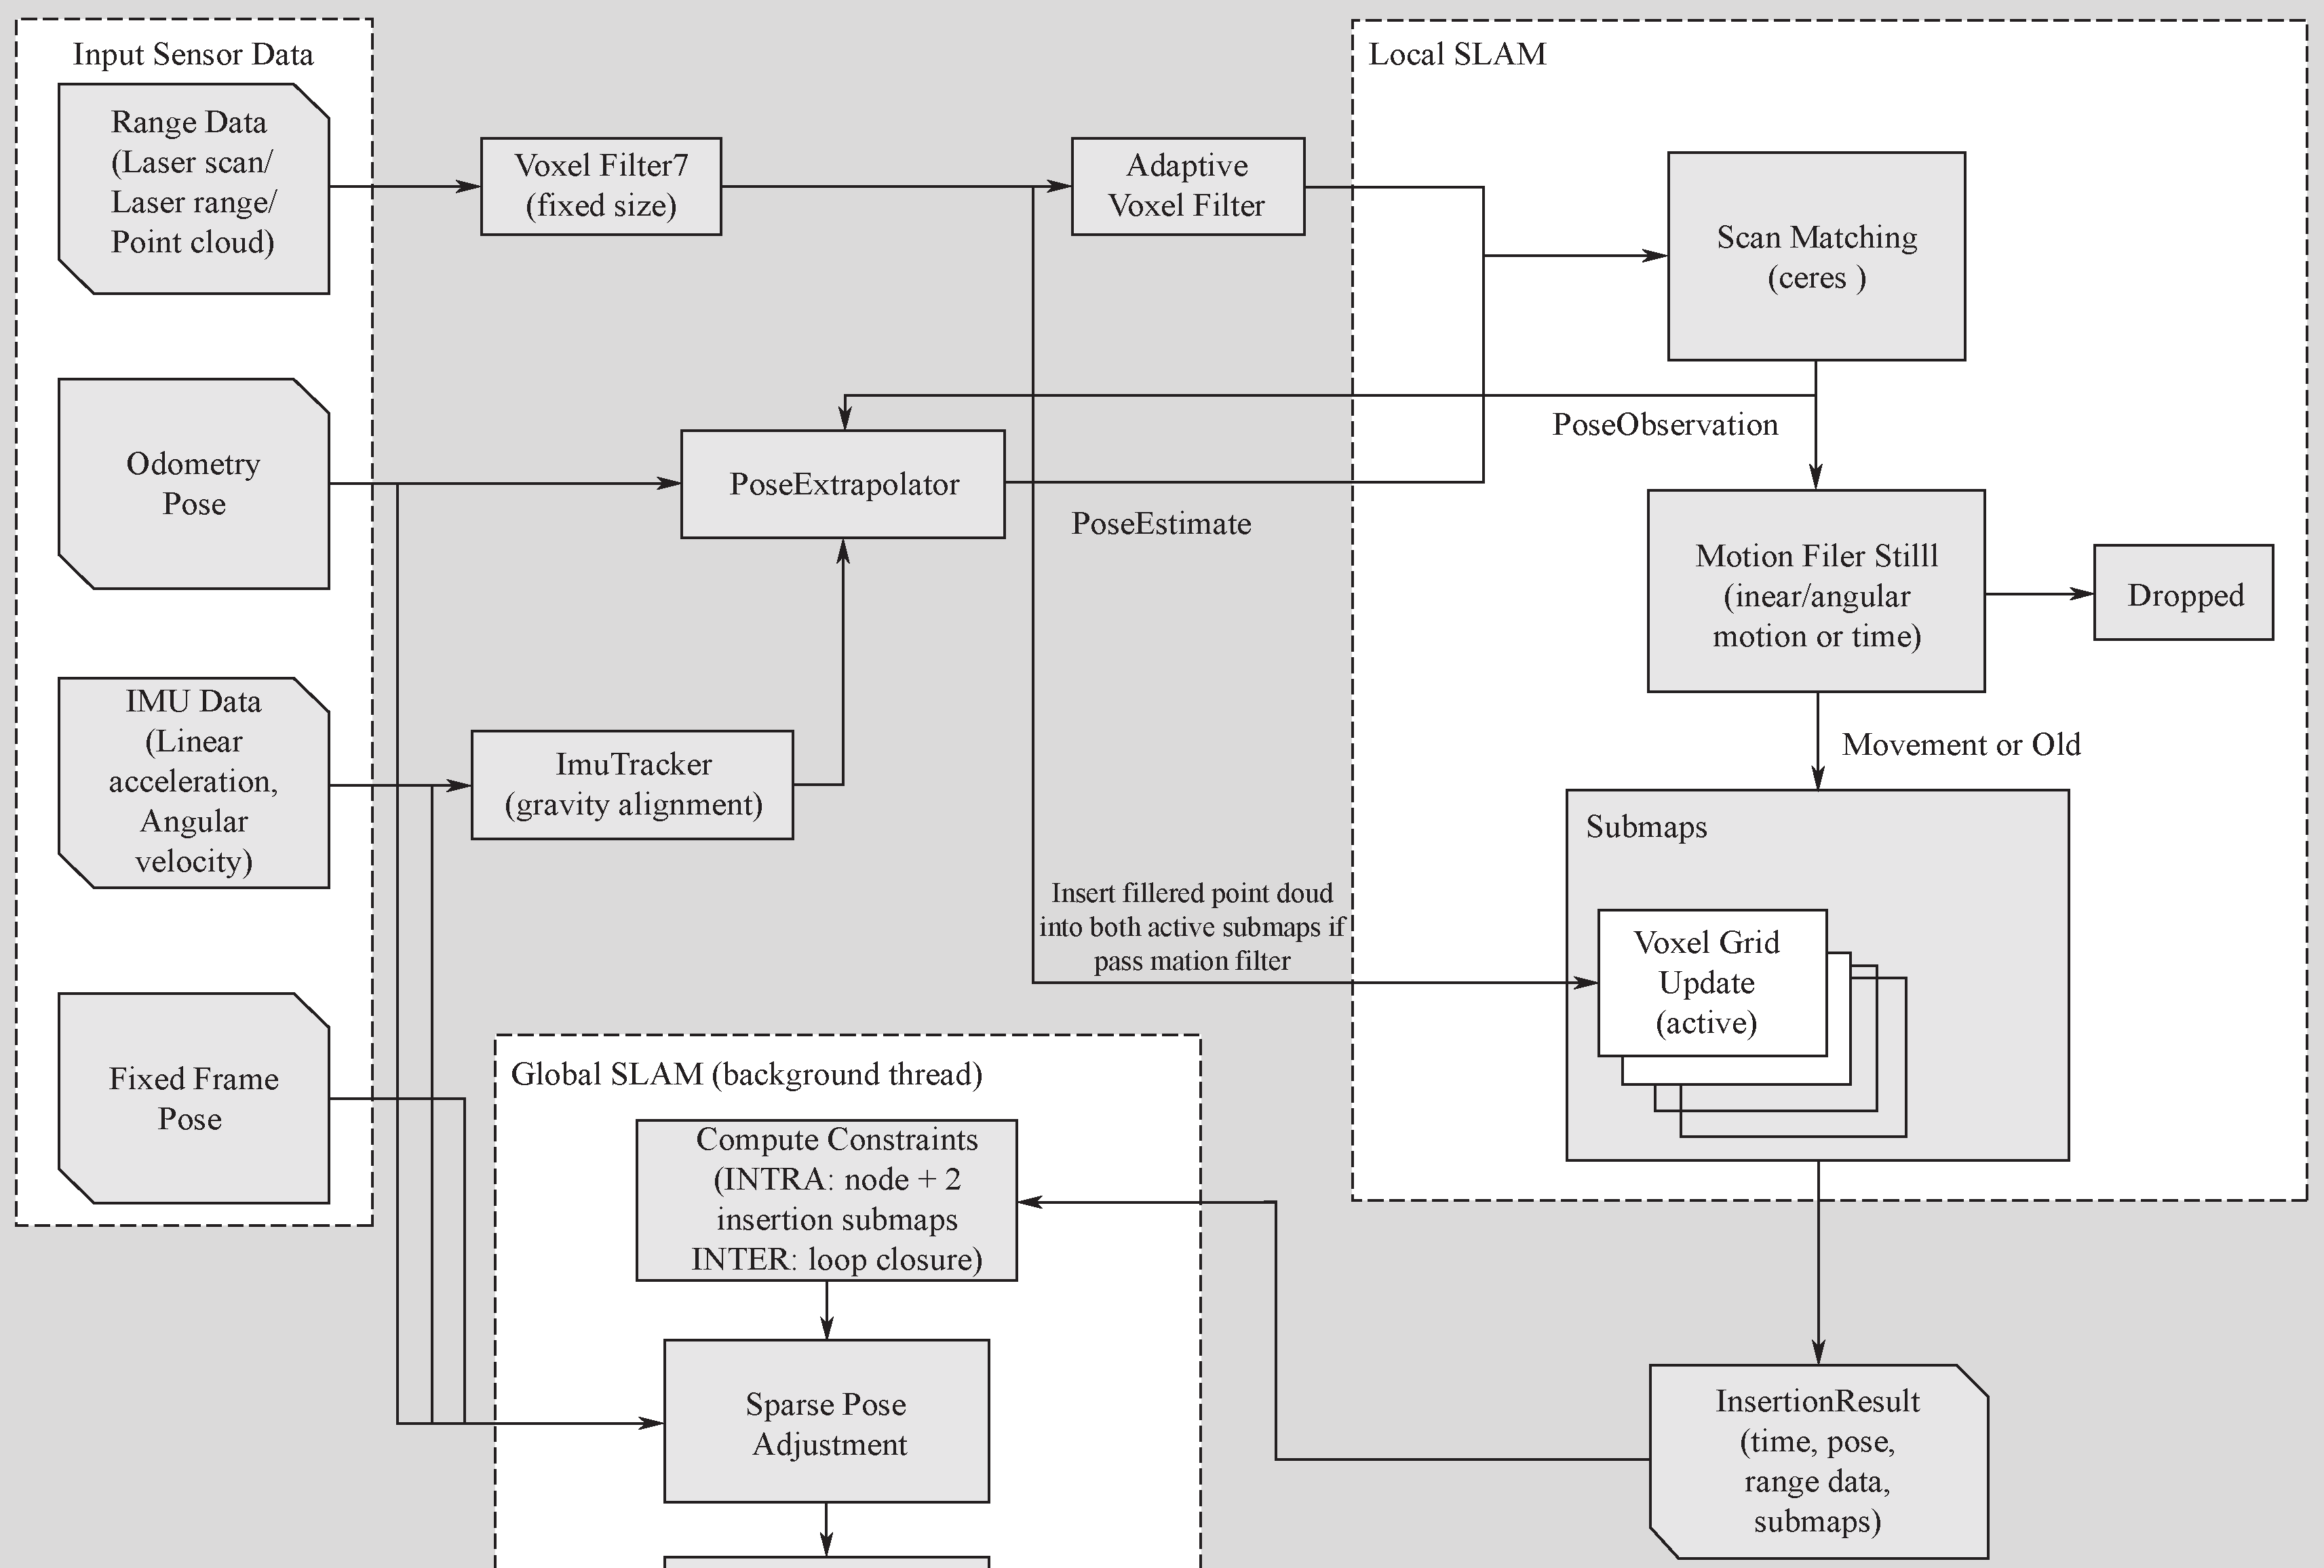 Input Sensor Data
Range Data
(Laser scan/
Laser range/
Point cloud)
Odometry
Pose
IMU Data
(Linear
acceleration,
Angular
velocity)
Fixed Frame
Pose
Voxel Filter7
(fixed size)
Adaptive
Voxel Filter
PoseExtrapolator
PoseEstimate
ImuTracker
(gravity alignment)
Insert fillered point doud
into both active submaps if
pass mation filter
Local SLAM
Scan Matching
(ceres )
PoseObservation
Motion Filer Stilll
(inear/angular
motion or time)
Dropped
Movement or Old
Submaps
Voxel Grid
Update
(active)
Global SLAM (background thread)
Compute Constraints
(INTRA: node + 2
insertion submaps
INTER: loop closure)
Sparse Pose
Adjustment
InsertionResult
(time, pose,
range data,
submaps)